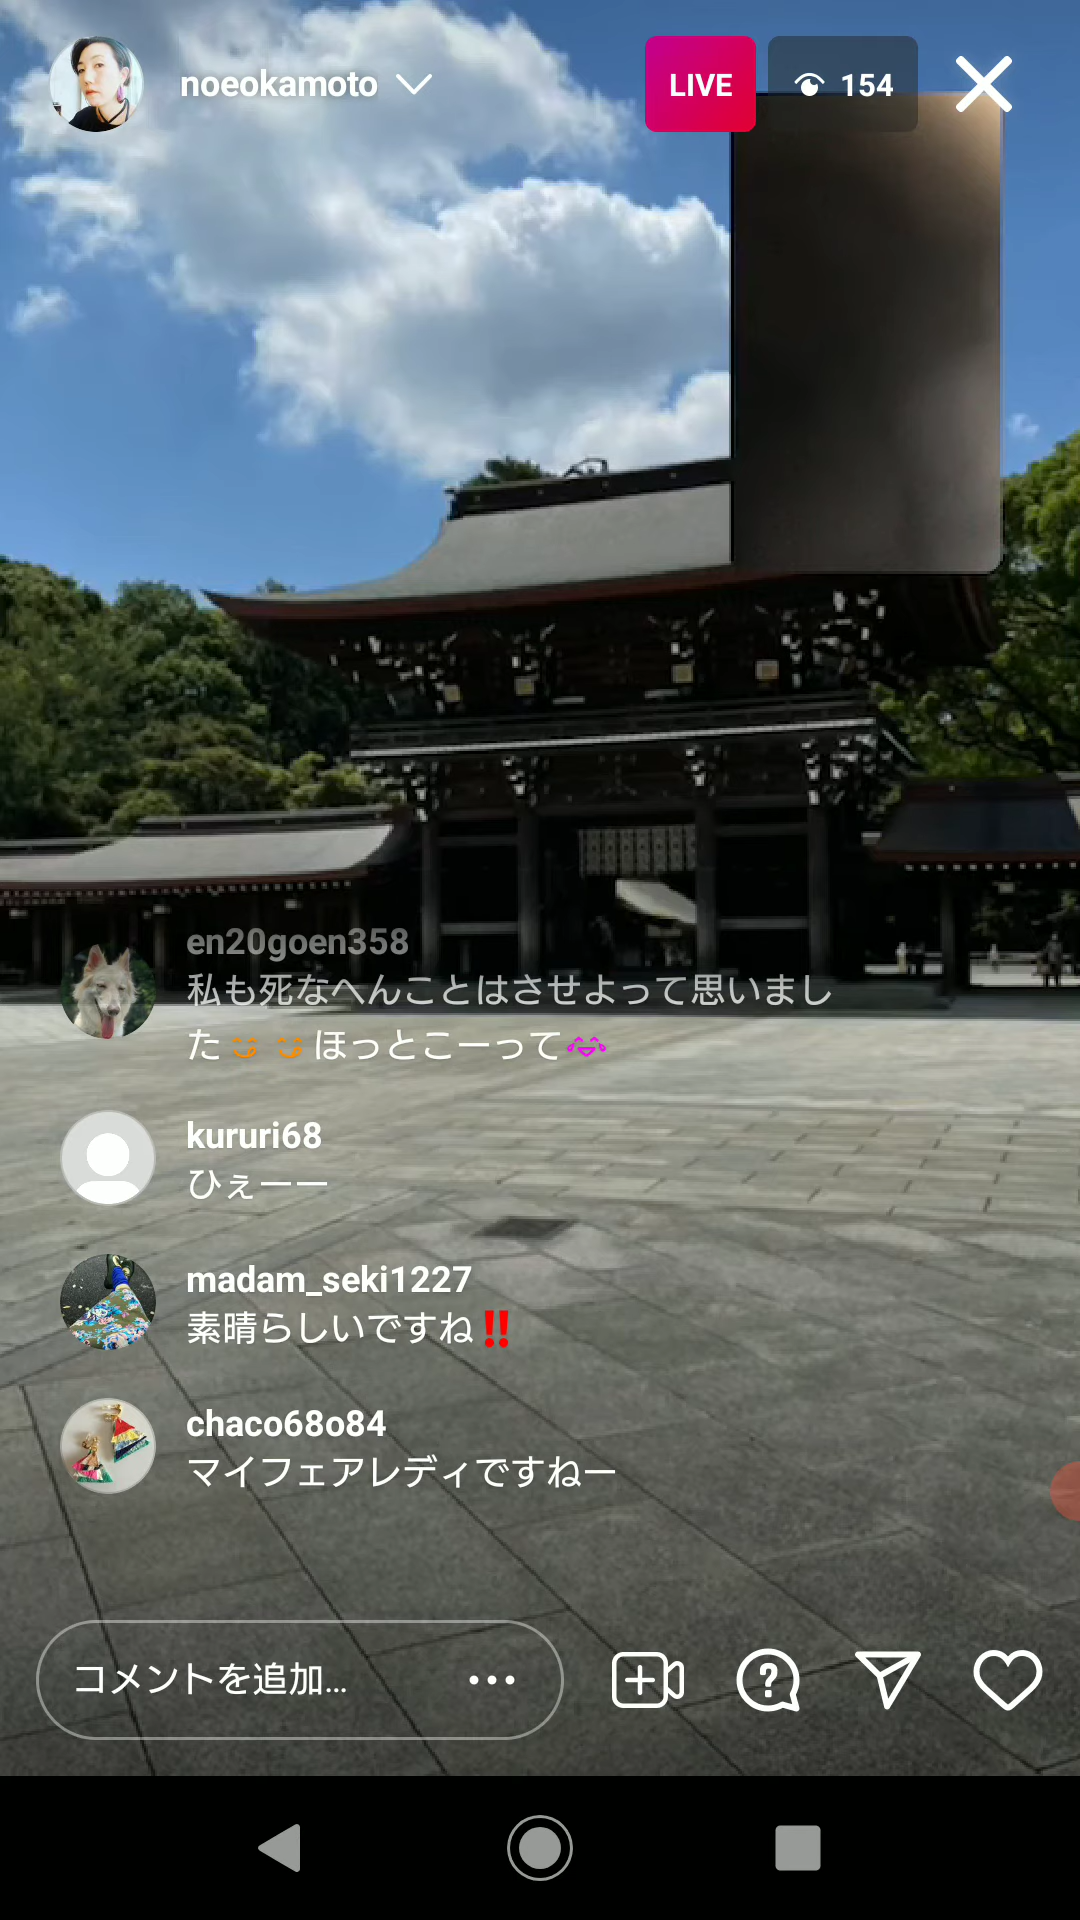 noeokamoto
LIVE
154
en20goen358
私も死なへんことはさせよって思いまし
た😊😊ほっとこーって😂
kururi68
ひぇーー
madam_seki1227
素晴らしいですね‼️
chaco68o84
マイフェアレディですねー
コメントを追加...